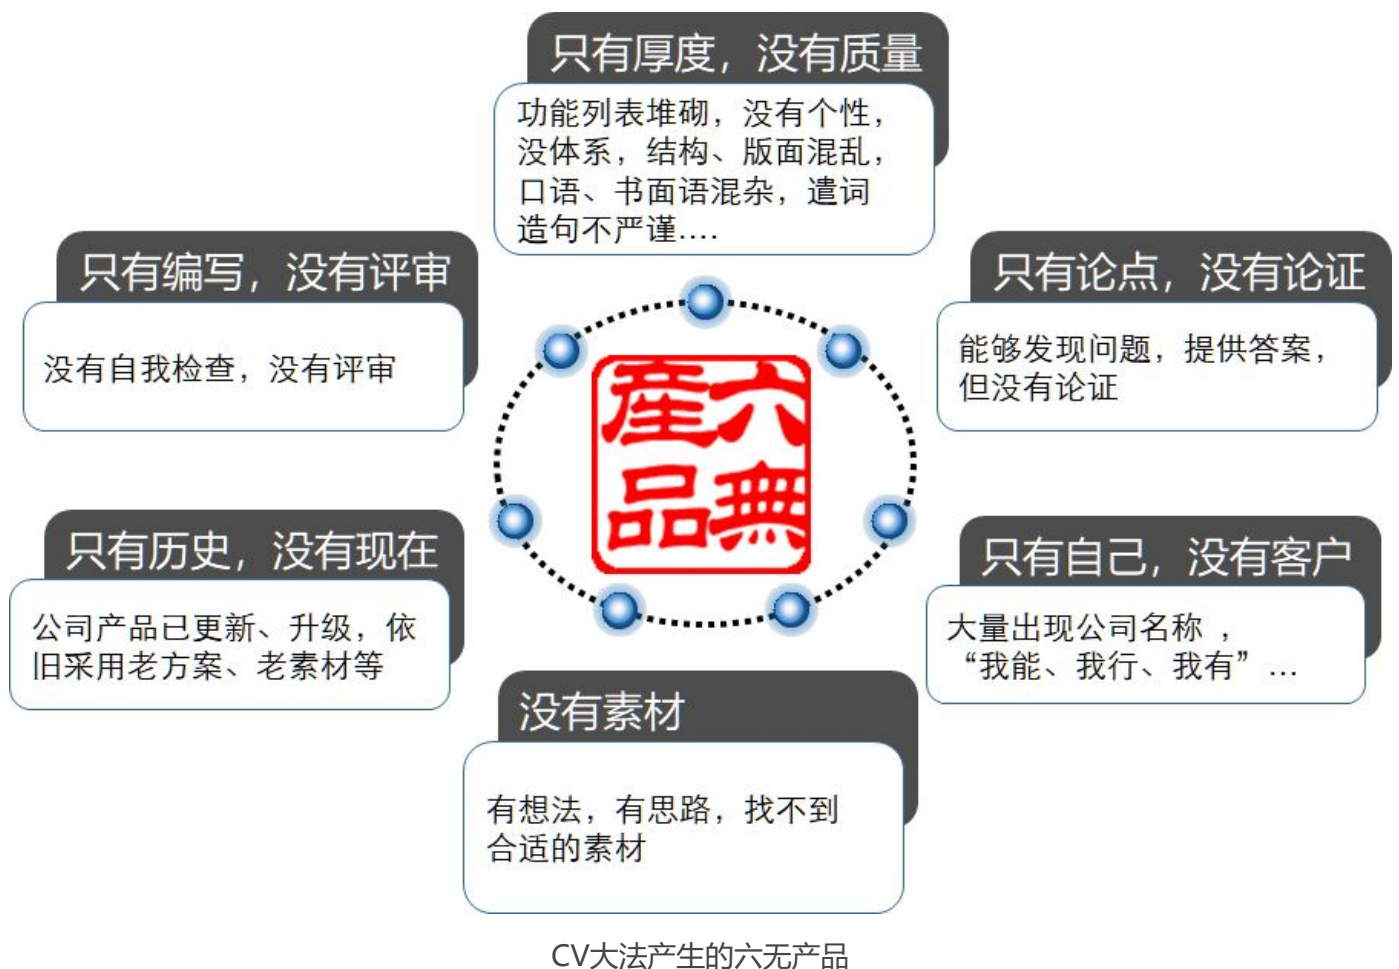 只有厚度，没有质量
功能列表堆砌，没有个性，
没体系，结构、版面混乱，
口语、书面语混杂，遣词
造句不严谨....
只有编写，没有评审
没有自我检查，没有评审
只有论点，没有论证
能够发现问题，提供答案，
但没有论证
六無
産品
只有历史，没有现在
公司产品已更新、升级，依
旧采用老方案、老素材等
只有自己，没有客户
大量出现公司名称 ，
“我能、我行、我有”...
没有素材
有想法，有思路，找不到
合适的素材
CV大法产生的六无产品